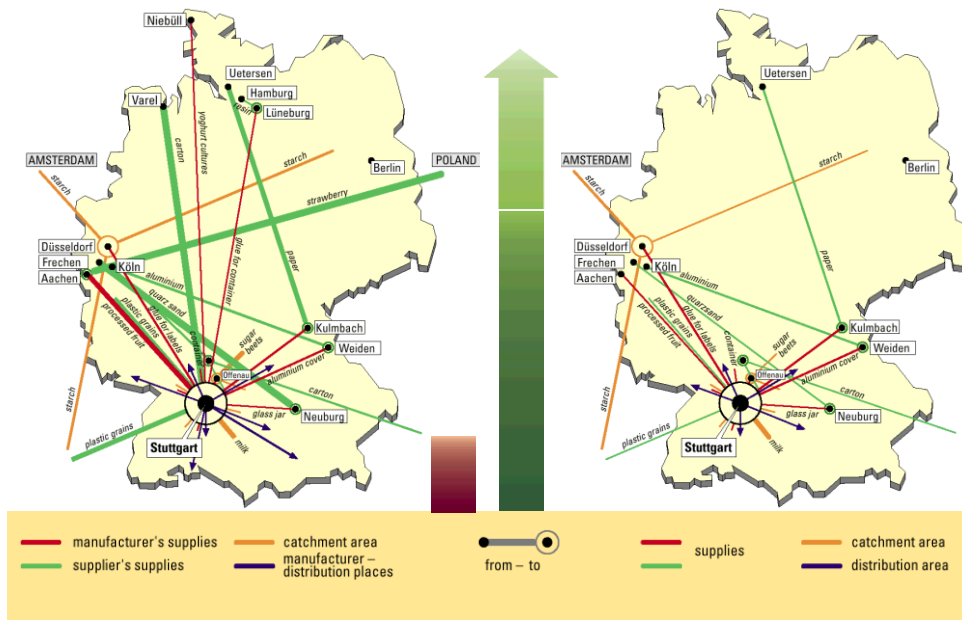 Niebüll
Uetersen
Hamburg
Varel
resin
Lüneburg
carton
yoghurt cultures
starch
Berlin
AMSTERDAM
POLAND
starch
strawberry
Düsseldorf
Frechen
Köln
Aachen
aluminium
glue for container
paper
quarz sand
glue for labels
plastic grains
processed fruit
container
Kulmbach
sugar
beets
Weiden
aluminium cover
Offenau
carton
starch
glass jar
Neuburg
plastic grains
Stuttgart
milk
Uetersen
starch
Berlin
AMSTERDAM
starch
Düsseldorf
Frechen
Köln
Aachen
aluminium
paper
quarzsand
glue for labels
plastic grains
processed fruit
container
Kulmbach
sugar
beets
Weiden
aluminium cover
Offenau
carton
starch
glass jar
Neuburg
plastic grains
Stuttgart
milk
manufacturer's supplies
supplier's supplies
catchment area
manufacturer –
distribution places
from – to
supplies
catchment area
distribution area